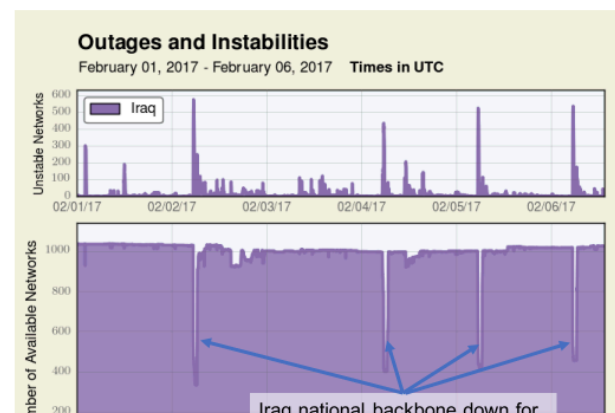 Outages and Instabilities
February 01, 2017 - February 06, 2017 Times in UTC
Unstable Networks
600
500
400
300
200
100
0
Iraq
02/01/17 02/02/17 02/03/17 02/04/17 02/05/17 02/06/17
of Available Networks
1000
800
600
400
200
Iraq national backbone down for